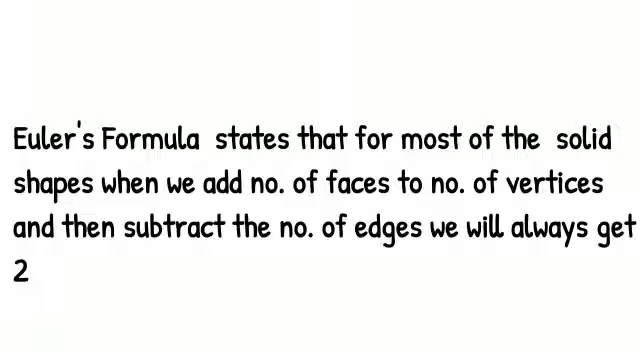 Euler's Formula states that for most of the solid
shapes when we add no. of faces to no. of vertices
and then subtract the no. of edges we will always get
2